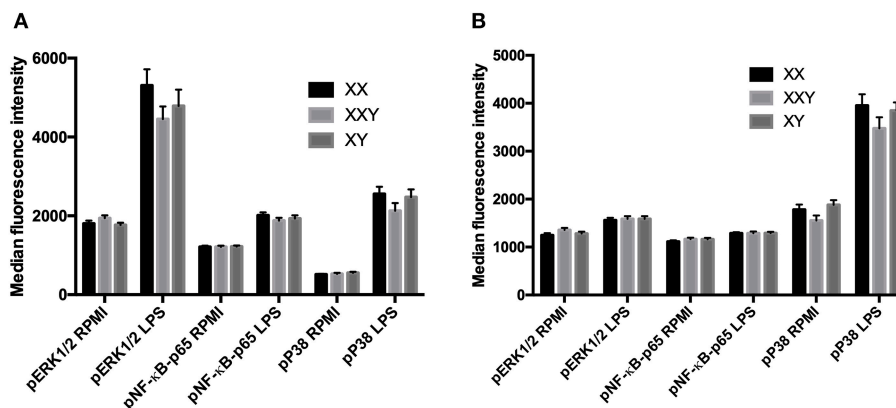 A
Median fluorescence intensity
6000
4000
2000
0
XX
XXY
XY
pERK1/2 RPMI
pERK1/2 LPS
pNF-κB-p65 RPMI
pNF-κB-p65 LPS
pP38 RPMI
pP38 LPS
B
Median fluorescence intensity
5000
4000
3000
2000
1000
0
XX
XXY
XY
pERK1/2 RPMI
pERK1/2 LPS
pNF-κB-p65 RPMI
pNF-κB-p65 LPS
pP38 RPMI
pP38 LPS